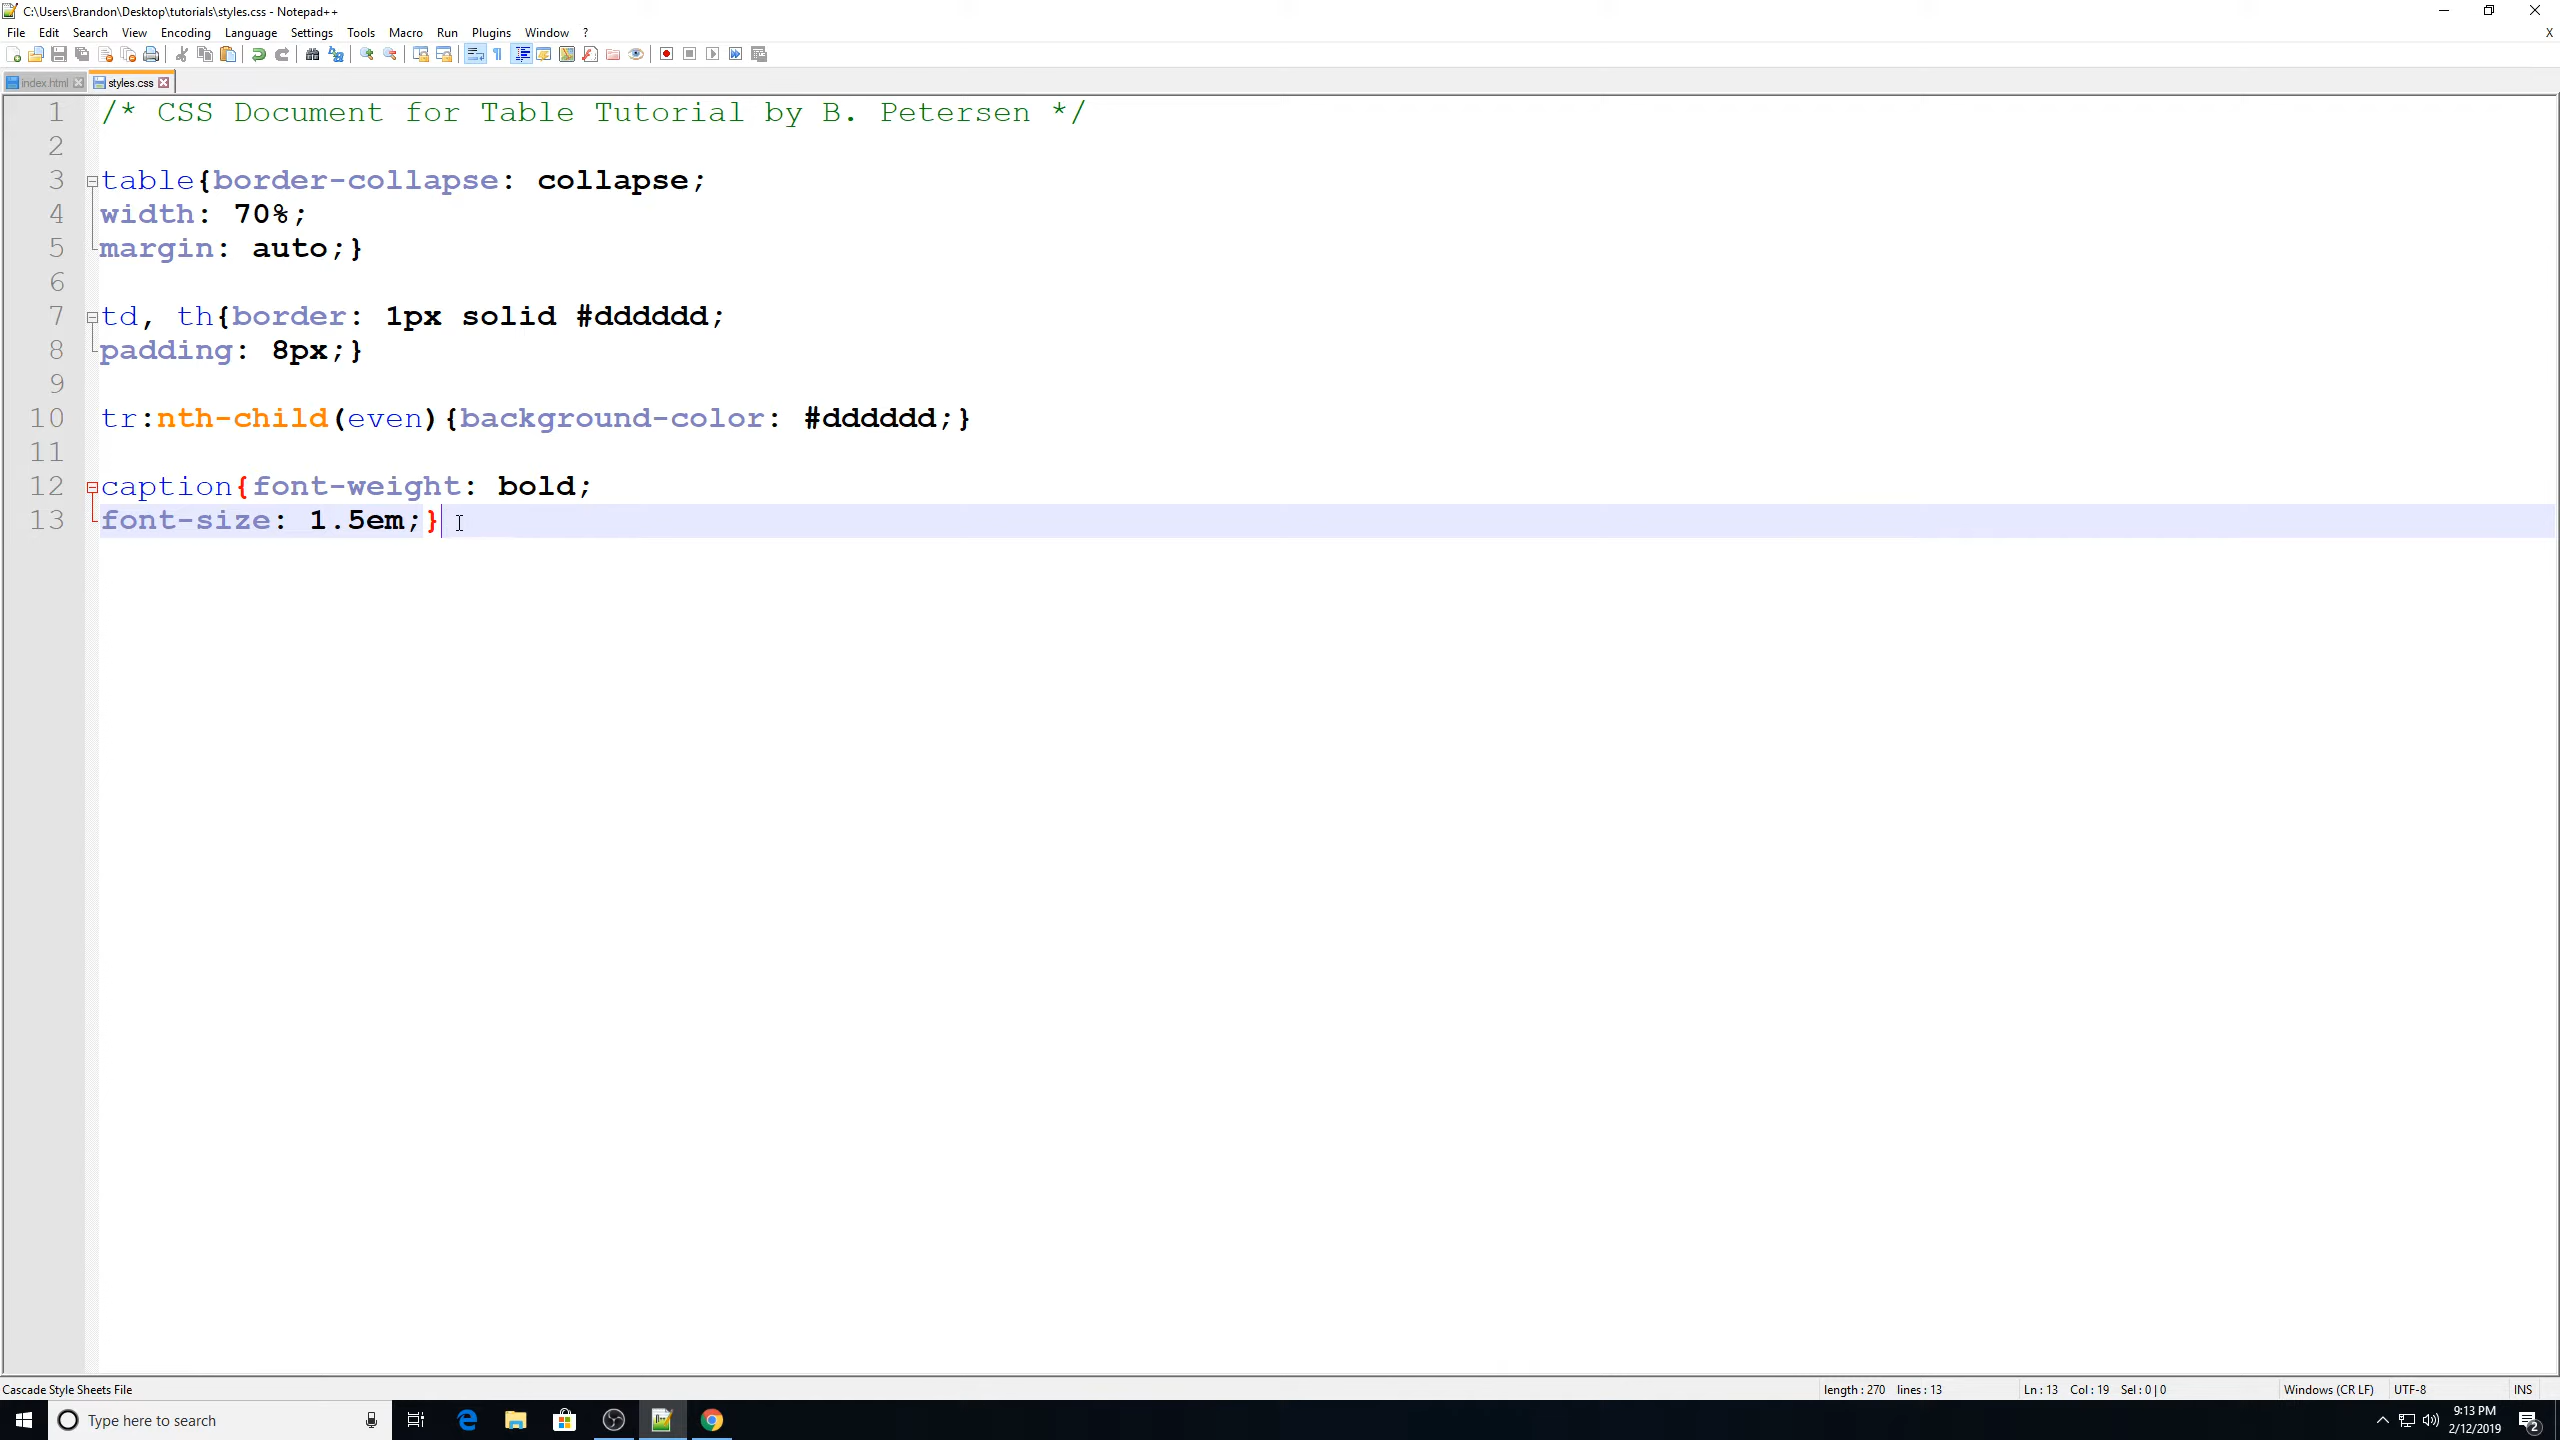 C:\Users\Brandon\Desktop\tutorials\styles.css - Notepad++
File Edit Search View Encoding Language Settings Tools Macro Run Plugins Window ? X
index.html styles.css
1 /* CSS Document for Table Tutorial by B. Petersen */
2
3 table{border-collapse: collapse;
4 width: 70%;
5 margin: auto;}
6
7 td, th{border: 1px solid #dddddd;
8 padding: 8px;}
9
10 tr:nth-child(even){background-color: #dddddd;}
11
12 caption{font-weight: bold;
13 font-size: 1.5em;}
Cascade Style Sheets File length : 270 lines : 13 Ln : 13 Col : 19 Sel : 0 | 0 Windows (CR LF) UTF-8 INS
Type here to search 9:13 PM
2/12/2019 2